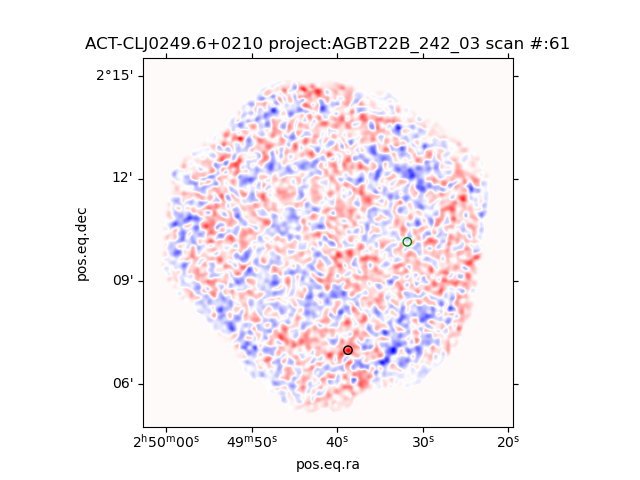 ACT-CLJ0249.6+0210 project:AGBT22B_242_03 scan #:61
2°15'
12'
09'
06'
pos.eq.dec
2ʰ50ᵐ00ˢ 49ᵐ50ˢ 40ˢ 30ˢ 20ˢ
pos.eq.ra